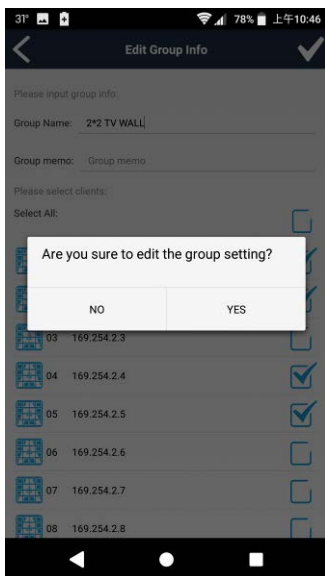 31° 78% 上午10:46
Edit Group Info
Please input group info:
Group Name: 2*2 TV WALL
Group memo: Group memo
Please select clients:
Select All:
Are you sure to edit the group setting?
NO YES
03 169.254.2.3
04 169.254.2.4
05 169.254.2.5
06 169.254.2.6
07 169.254.2.7
08 169.254.2.8